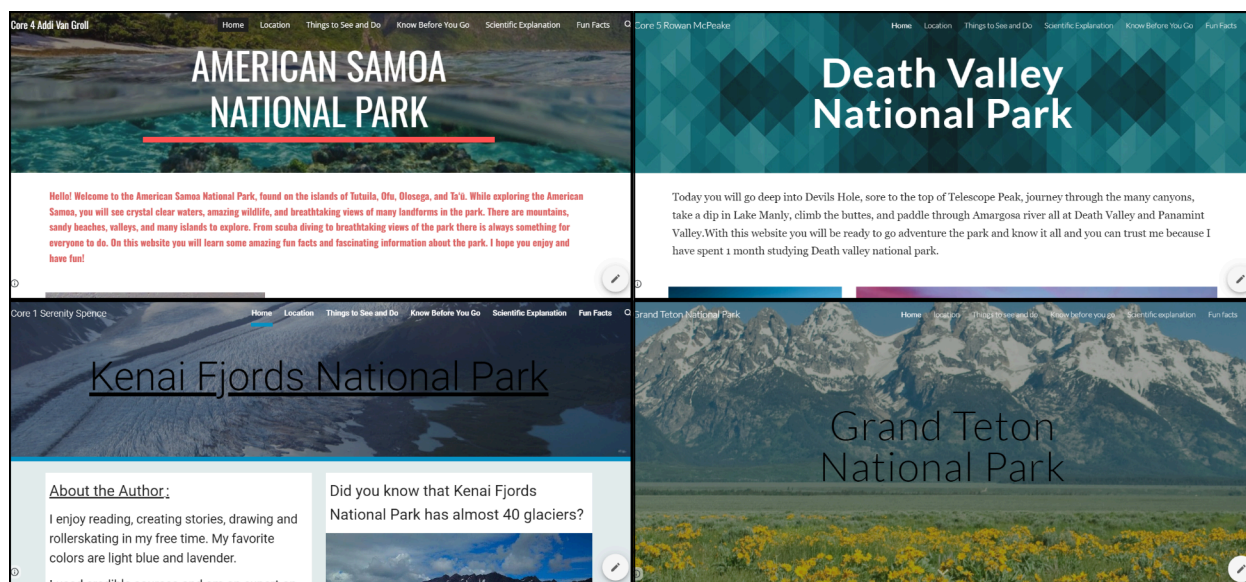 Core 4 Addi Van Groll
Home Location Things to See and Do Know Before You Go Scientific Explanation Fun Facts
AMERICAN SAMOA
NATIONAL PARK
Hello! Welcome to the American Samoa National Park, found on the islands of Tutuila, Ofu, Olosega, and Ta'ū. While exploring the American
Samoa, you will see crystal clear waters, amazing wildlife, and breathtaking views of many landforms in the park. There are mountains,
sandy beaches, valleys, and many islands to explore. From scuba diving to breathtaking views of the park there is always something for
everyone to do. On this website you will learn some amazing fun facts and fascinating information about the park. I hope you enjoy and
have fun!
Core 5 Rowan McPeake
Home Location Things to See and Do Scientific Explanation Know Before You Go Fun Facts
Death Valley
National Park
Today you will go deep into Devils Hole, sore to the top of Telescope Peak, journey through the many canyons,
take a dip in Lake Manly, climb the buttes, and paddle through Amargosa river all at Death Valley and Panamint
Valley.With this website you will be ready to go adventure the park and know it all and you can trust me because I
have spent 1 month studying Death valley national park.
Core 1 Serenity Spence
Home Location Things to See and Do Know Before You Go Scientific Explanation Fun Facts
Kenai Fjords National Park
About the Author:
I enjoy reading, creating stories, drawing and
rollerskating in my free time. My favorite
colors are light blue and lavender.
Did you know that Kenai Fjords
National Park has almost 40 glaciers?
Grand Teton National Park
Home location Things to see and do Know before you go Scientific explanation Fun facts
Grand Teton
National Park